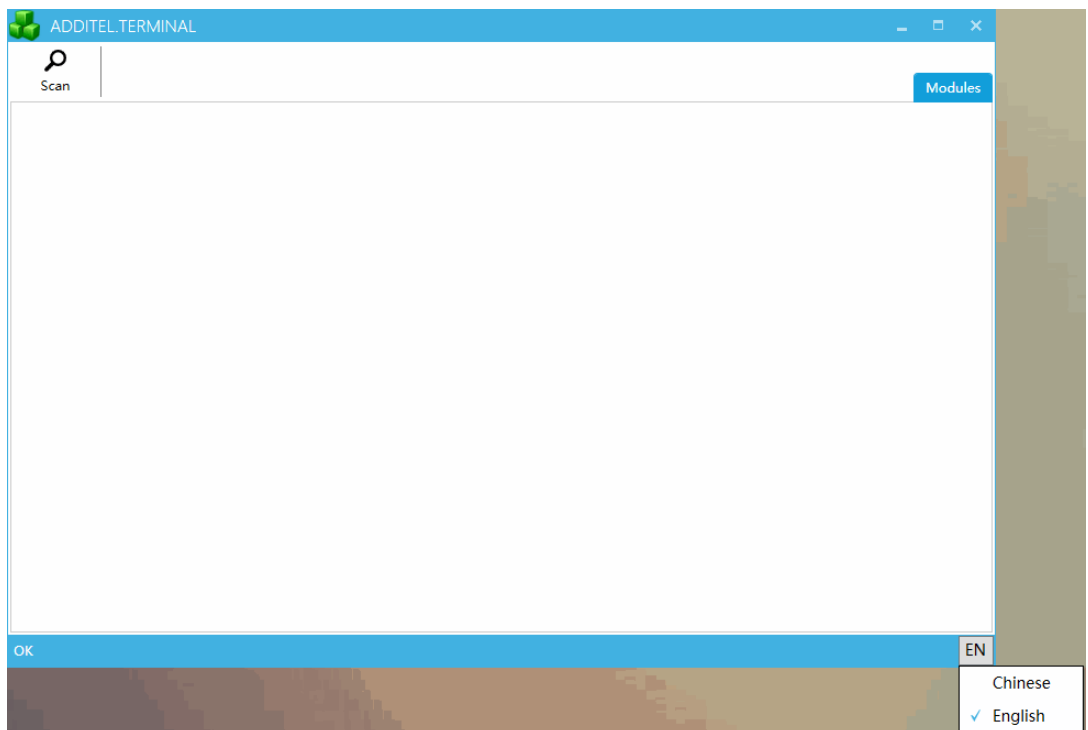 ADDITEL.TERMINAL
Scan
Modules
OK
EN
Chinese
✓ English